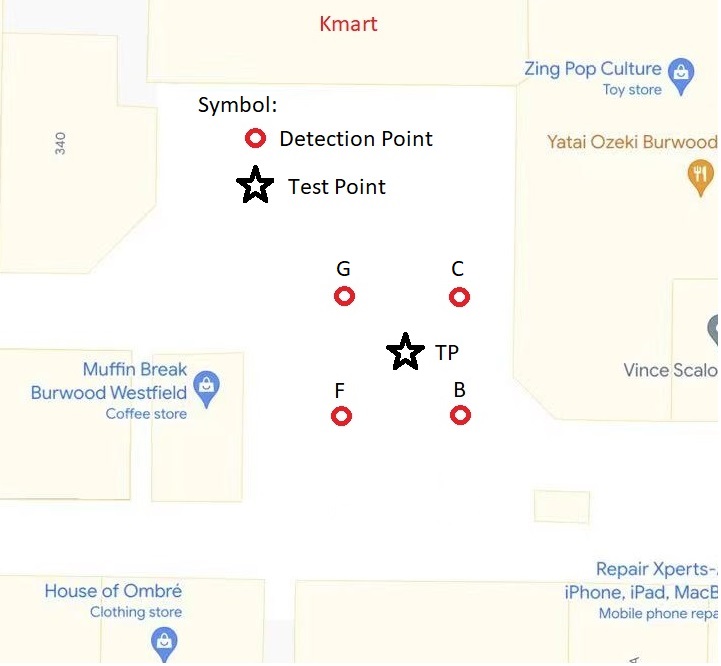 Kmart
Zing Pop Culture
Toy store
Symbol:
Detection Point
340
Yatai Ozeki Burwood
Test Point
G
C
TP
Muffin Break
Burwood Westfield
Coffee store
Vince Scalo
F
B
House of Ombré
Clothing store
Repair Xperts-
iPhone, iPad, MacB
Mobile phone repa